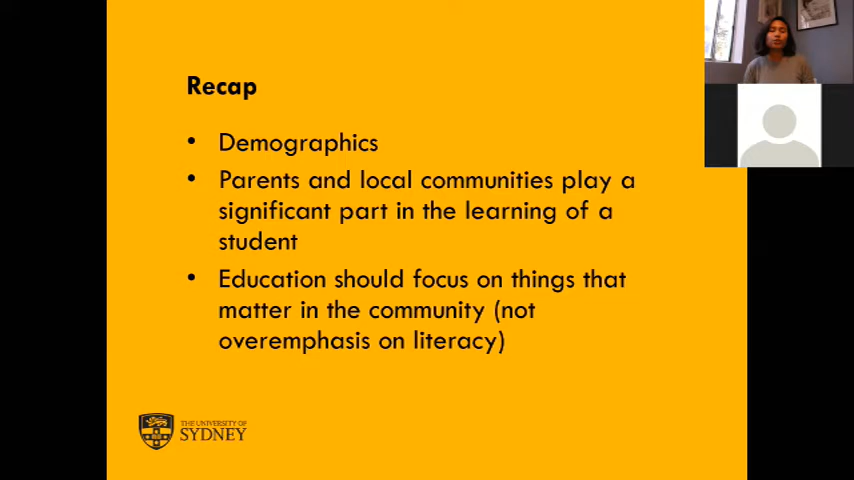 Recap
• Demographics
• Parents and local communities play a
significant part in the learning of a
student
• Education should focus on things that
matter in the community (not
overemphasis on literacy)
THE UNIVERSITY OF
SYDNEY